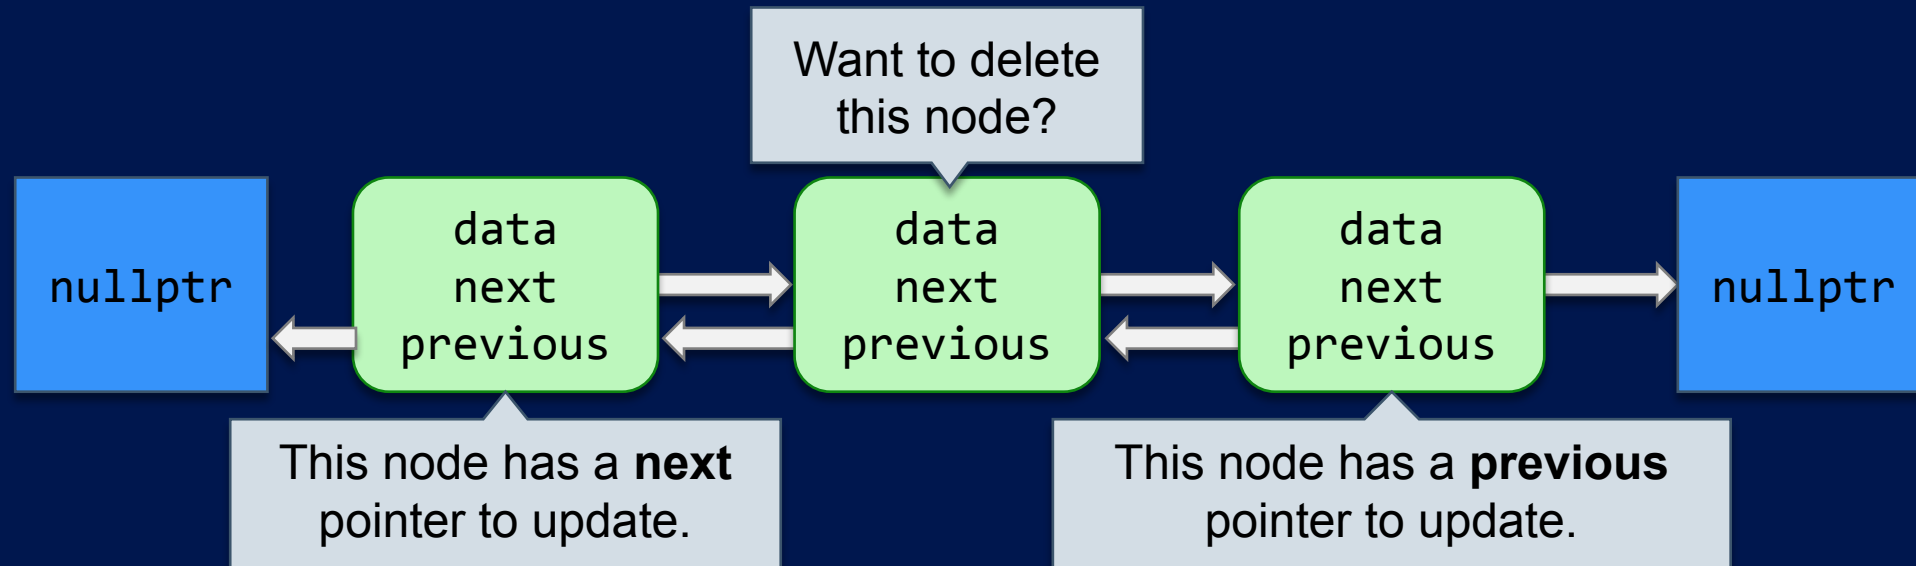 Want to delete
this node?
nullptr
data
next
previous
data
next
previous
data
next
previous
nullptr
This node has a next
pointer to update.
This node has a previous
pointer to update.